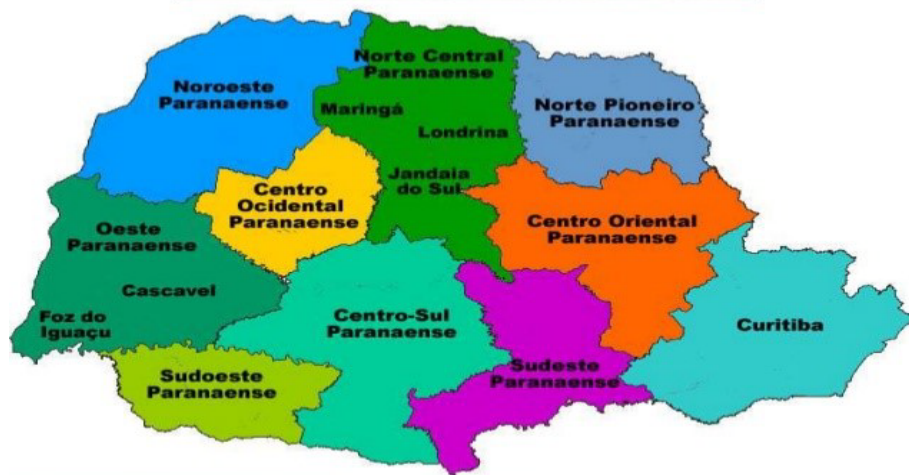 Norte Central
Paranaense
Noroeste
Paranaense
Norte Pioneiro
Paranaense
Maringá
Londrina
Jandaia
do Sul
Centro
Ocidental
Paranaense
Centro Oriental
Paranaense
Oeste
Paranaense
Cascavel
Foz do
Iguaçu
Centro-Sul
Paranaense
Curitiba
Sudoeste
Paranaense
Sudeste
Paranaense